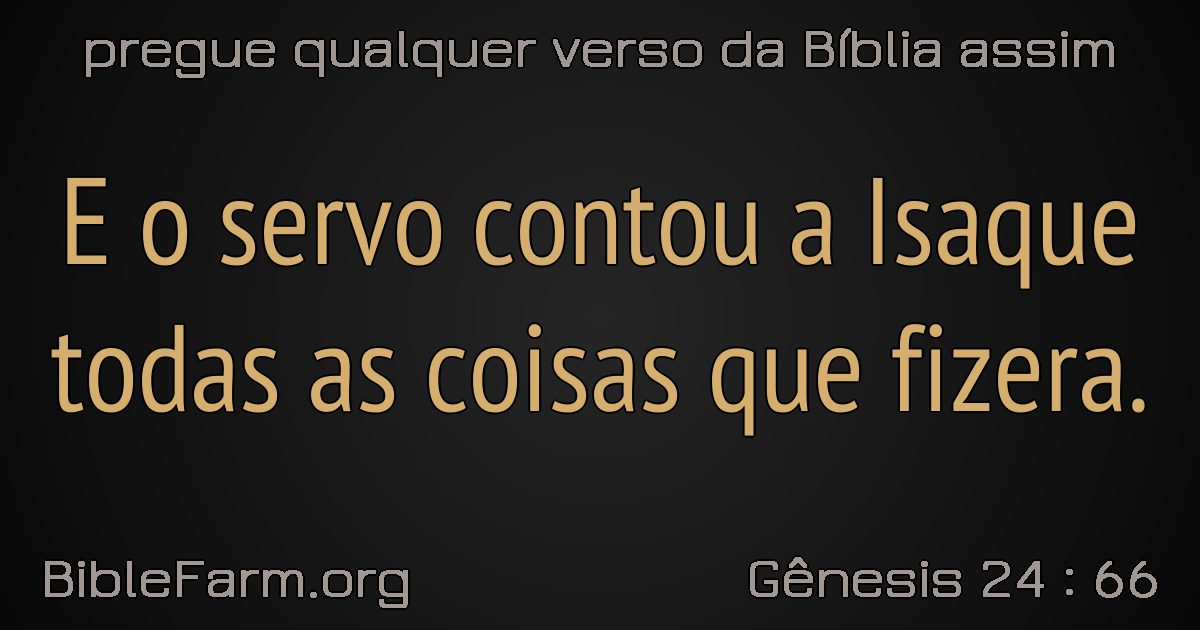 pregue qualquer verso da Bíblia assim
E o servo contou a Isaque
todas as coisas que fizera.
BibleFarm.org
Gênesis 24 : 66